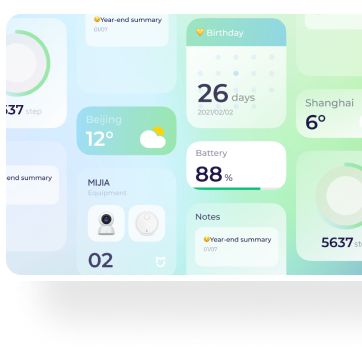 Year-end summary
01/07
Birthday
26 days
2021/02/02
Beijing
12°
Shanghai
6°
637 step
Battery
88 %
end summary
MIJIA
Equipment
02
Notes
Year-end summary
01/07
5637 st